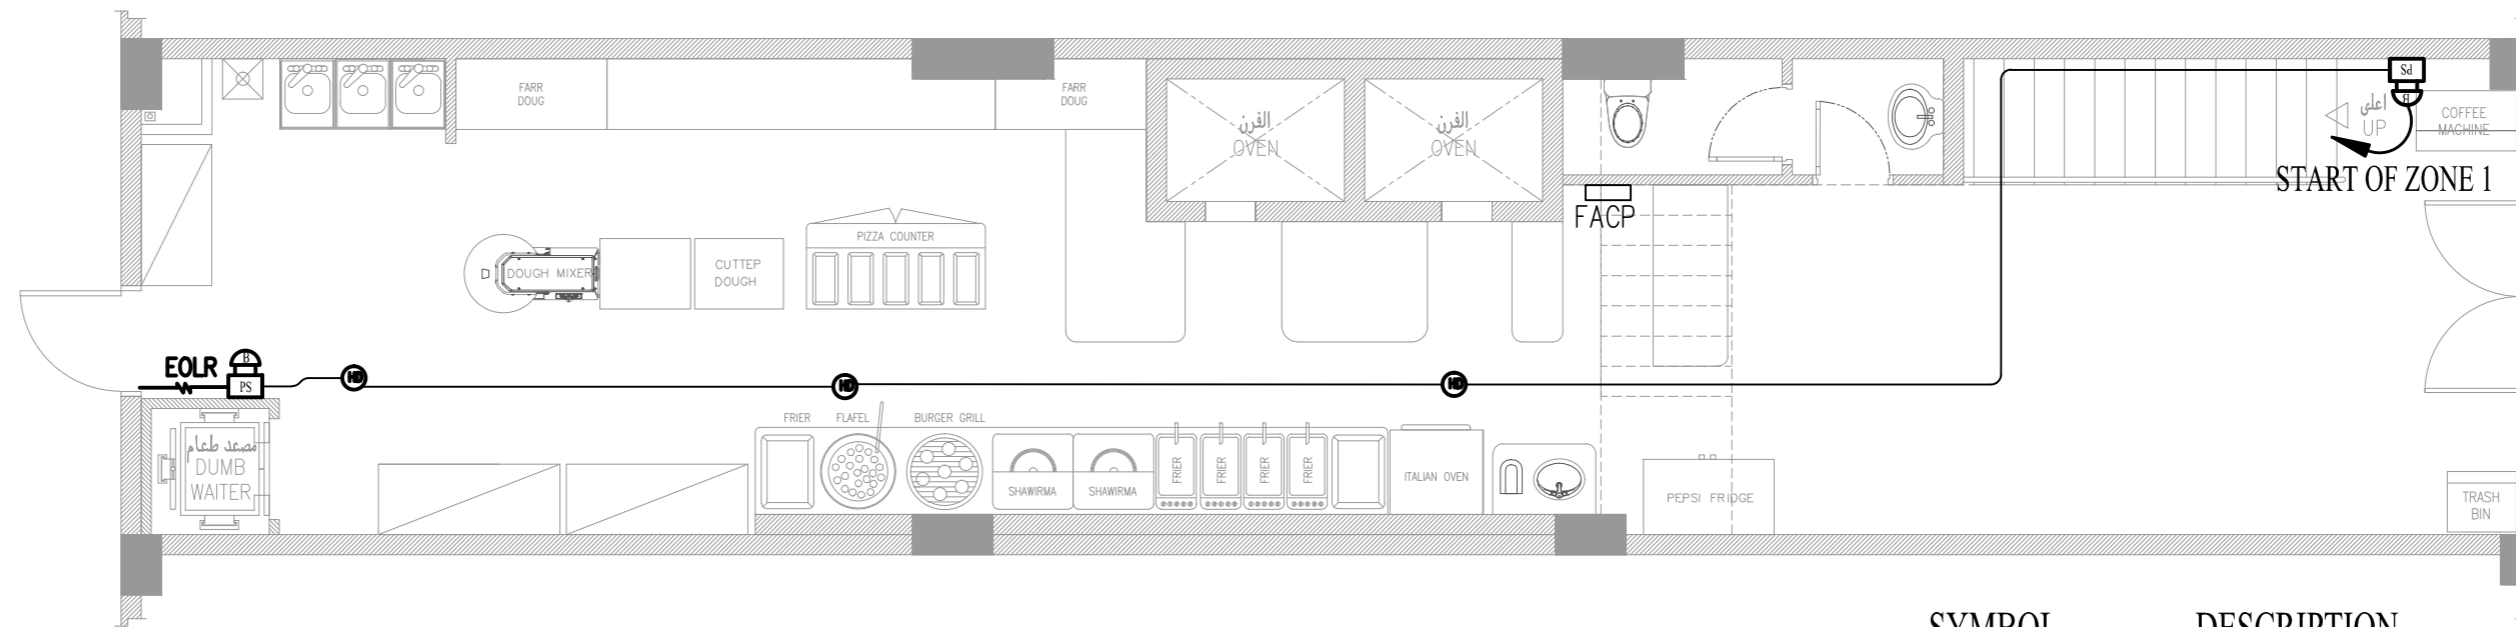 FARR
DOUG
FARR
DOUG
الفرن
OVEN
الفرن
OVEN
Sd
B
اعلى
UP
COFFEE
MACHINE
START OF ZONE 1
FACP
PIZZA COUNTER
DOUGH MIXER
CUTTEP
DOUGH
EOLR
B
PS
HD
HD
HD
FRIER
FLAFEL
BURGER GRILL
مصعد طعام
DUMB
WAITER
SHAWIRMA
SHAWIRMA
FRIER
FRIER
FRIER
FRIER
ITALIAN OVEN
PEPSI FRIDGE
TRASH
BIN
SYMBOL
DESCRIPTION